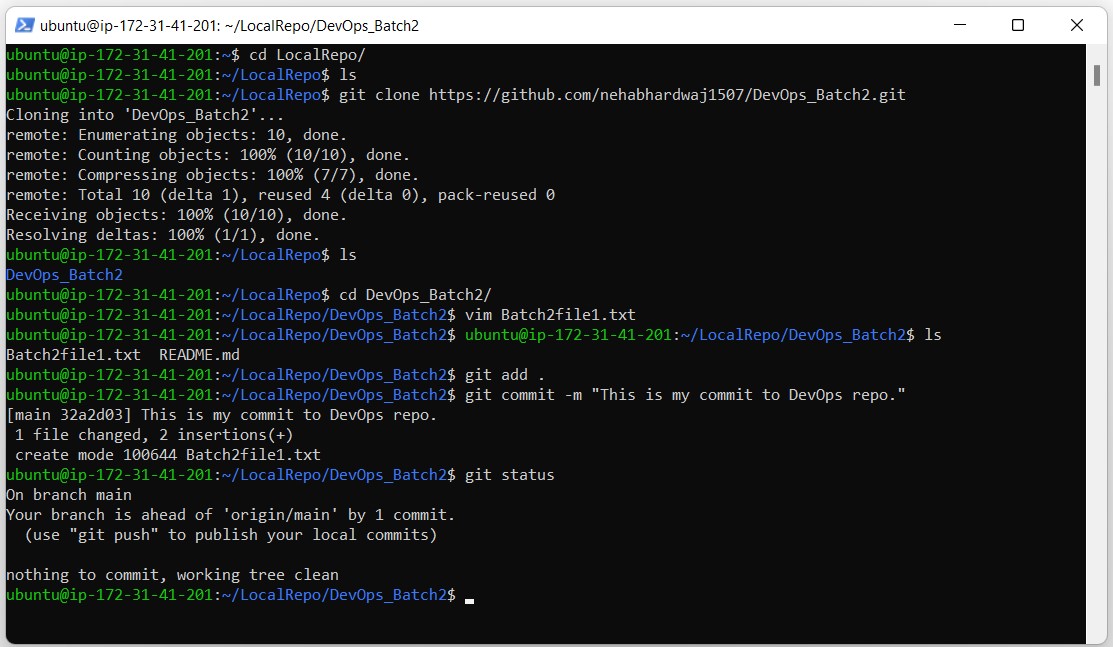 ubuntu@ip-172-31-41-201: ~/LocalRepo/DevOps_Batch2
ubuntu@ip-172-31-41-201:~$ cd LocalRepo/
ubuntu@ip-172-31-41-201:~/LocalRepo$ ls
ubuntu@ip-172-31-41-201:~/LocalRepo$ git clone https://github.com/nehabhardwaj1507/DevOps_Batch2.git
Cloning into 'DevOps_Batch2'...
remote: Enumerating objects: 10, done.
remote: Counting objects: 100% (10/10), done.
remote: Compressing objects: 100% (7/7), done.
remote: Total 10 (delta 1), reused 4 (delta 0), pack-reused 0
Receiving objects: 100% (10/10), done.
Resolving deltas: 100% (1/1), done.
ubuntu@ip-172-31-41-201:~/LocalRepo$ ls
DevOps_Batch2
ubuntu@ip-172-31-41-201:~/LocalRepo$ cd DevOps_Batch2/
ubuntu@ip-172-31-41-201:~/LocalRepo/DevOps_Batch2$ vim Batch2file1.txt
ubuntu@ip-172-31-41-201:~/LocalRepo/DevOps_Batch2$ ubuntu@ip-172-31-41-201:~/LocalRepo/DevOps_Batch2$ ls
Batch2file1.txt  README.md
ubuntu@ip-172-31-41-201:~/LocalRepo/DevOps_Batch2$ git add .
ubuntu@ip-172-31-41-201:~/LocalRepo/DevOps_Batch2$ git commit -m "This is my commit to DevOps repo."
[main 32a2d03] This is my commit to DevOps repo.
 1 file changed, 2 insertions(+)
 create mode 100644 Batch2file1.txt
ubuntu@ip-172-31-41-201:~/LocalRepo/DevOps_Batch2$ git status
On branch main
Your branch is ahead of 'origin/main' by 1 commit.
  (use "git push" to publish your local commits)
nothing to commit, working tree clean
ubuntu@ip-172-31-41-201:~/LocalRepo/DevOps_Batch2$